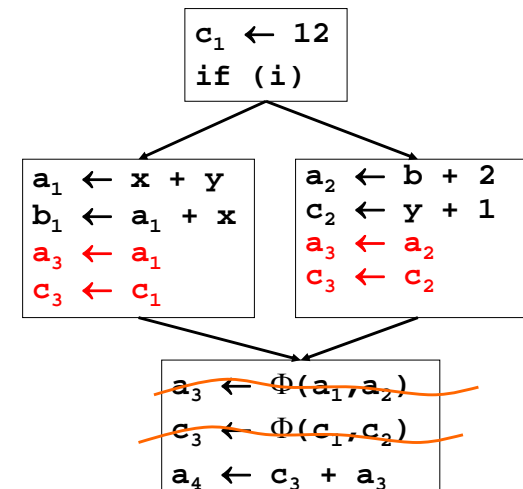 c₁ ← 12
if (i)
a₁ ← x + y
b₁ ← a₁ + x
a₃ ← a₁
c₃ ← c₁
a₂ ← b + 2
c₂ ← y + 1
a₃ ← a₂
c₃ ← c₂
a₃ ← Φ(a₁,a₂)
c₃ ← Φ(c₁,c₂)
a₄ ← c₃ + a₃